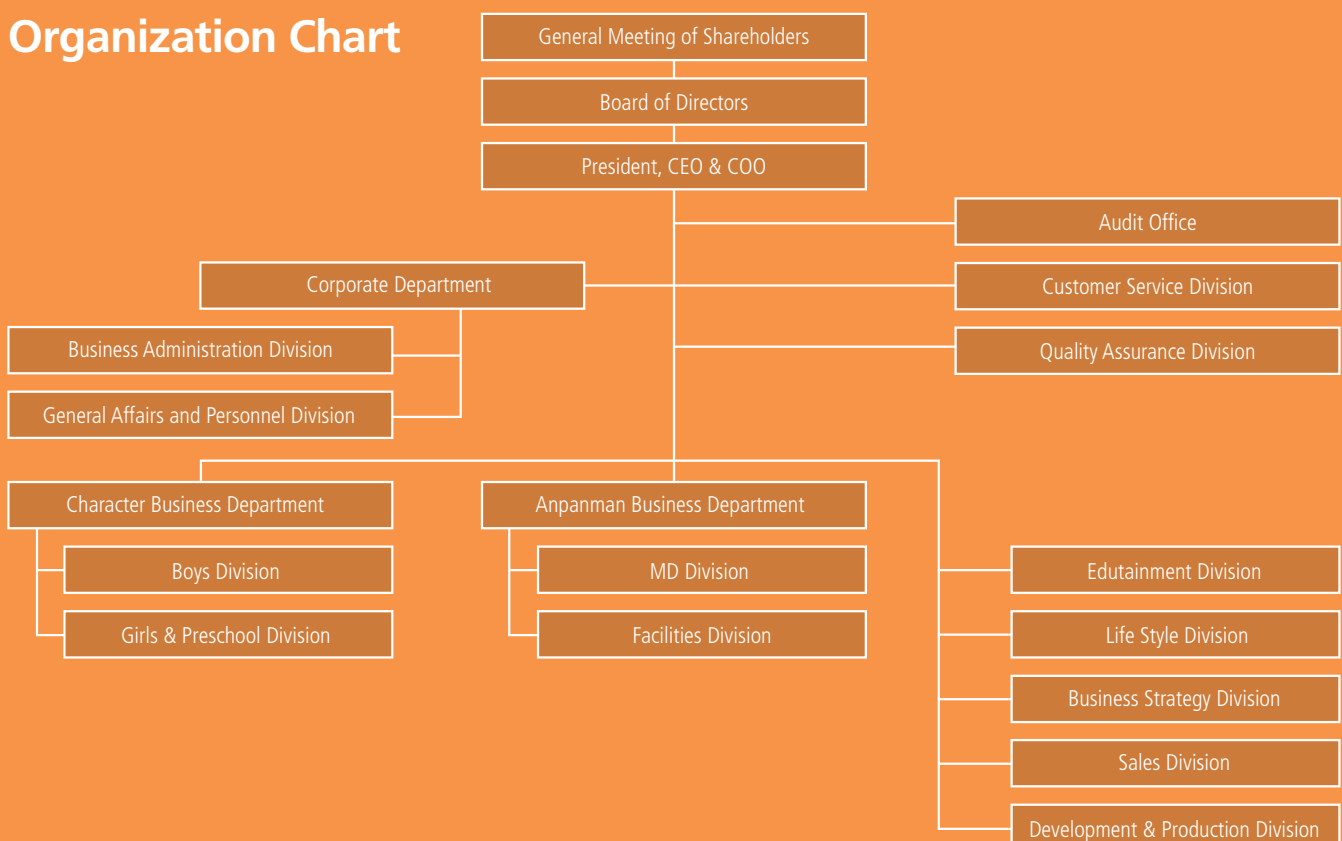 Organization Chart
General Meeting of Shareholders
Board of Directors
President, CEO & COO
Audit Office
Corporate Department
Customer Service Division
Business Administration Division
Quality Assurance Division
General Affairs and Personnel Division
Character Business Department
Boys Division
Girls & Preschool Division
Anpanman Business Department
MD Division
Facilities Division
Edutainment Division
Life Style Division
Business Strategy Division
Sales Division
Development & Production Division